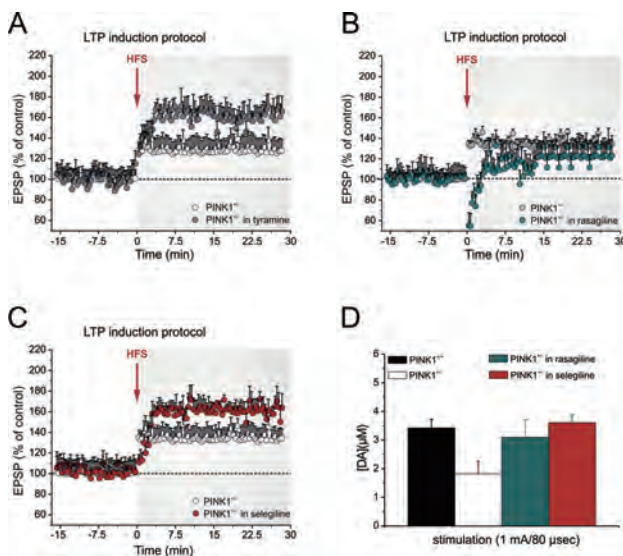 A
LTP induction protocol
HFS
EPSP (% of control)
220
200
180
160
140
120
100
80
60
PINK1⁺/⁻
PINK1⁺/⁻ in tyramine
-15 -7.5 0 7.5 15 22.5 30
Time (min)
B
LTP induction protocol
HFS
EPSP (% of control)
220
200
180
160
140
120
100
80
60
PINK1⁺/⁻
PINK1⁺/⁻ in rasagiline
-15 -7.5 0 7.5 15 22.5 30
Time (min)
C
LTP induction protocol
HFS
EPSP (% of control)
220
200
180
160
140
120
100
80
60
PINK1⁺/⁻
PINK1⁺/⁻ in selegiline
-15 -7.5 0 7.5 15 22.5 30
Time (min)
D
PINK1⁺/⁺
PINK1⁺/⁻
PINK1⁺/⁻ in rasagiline
PINK1⁺/⁻ in selegiline
[DA](µM)
6
5
4
3
2
1
0
stimulation (1 mA/80 µsec)